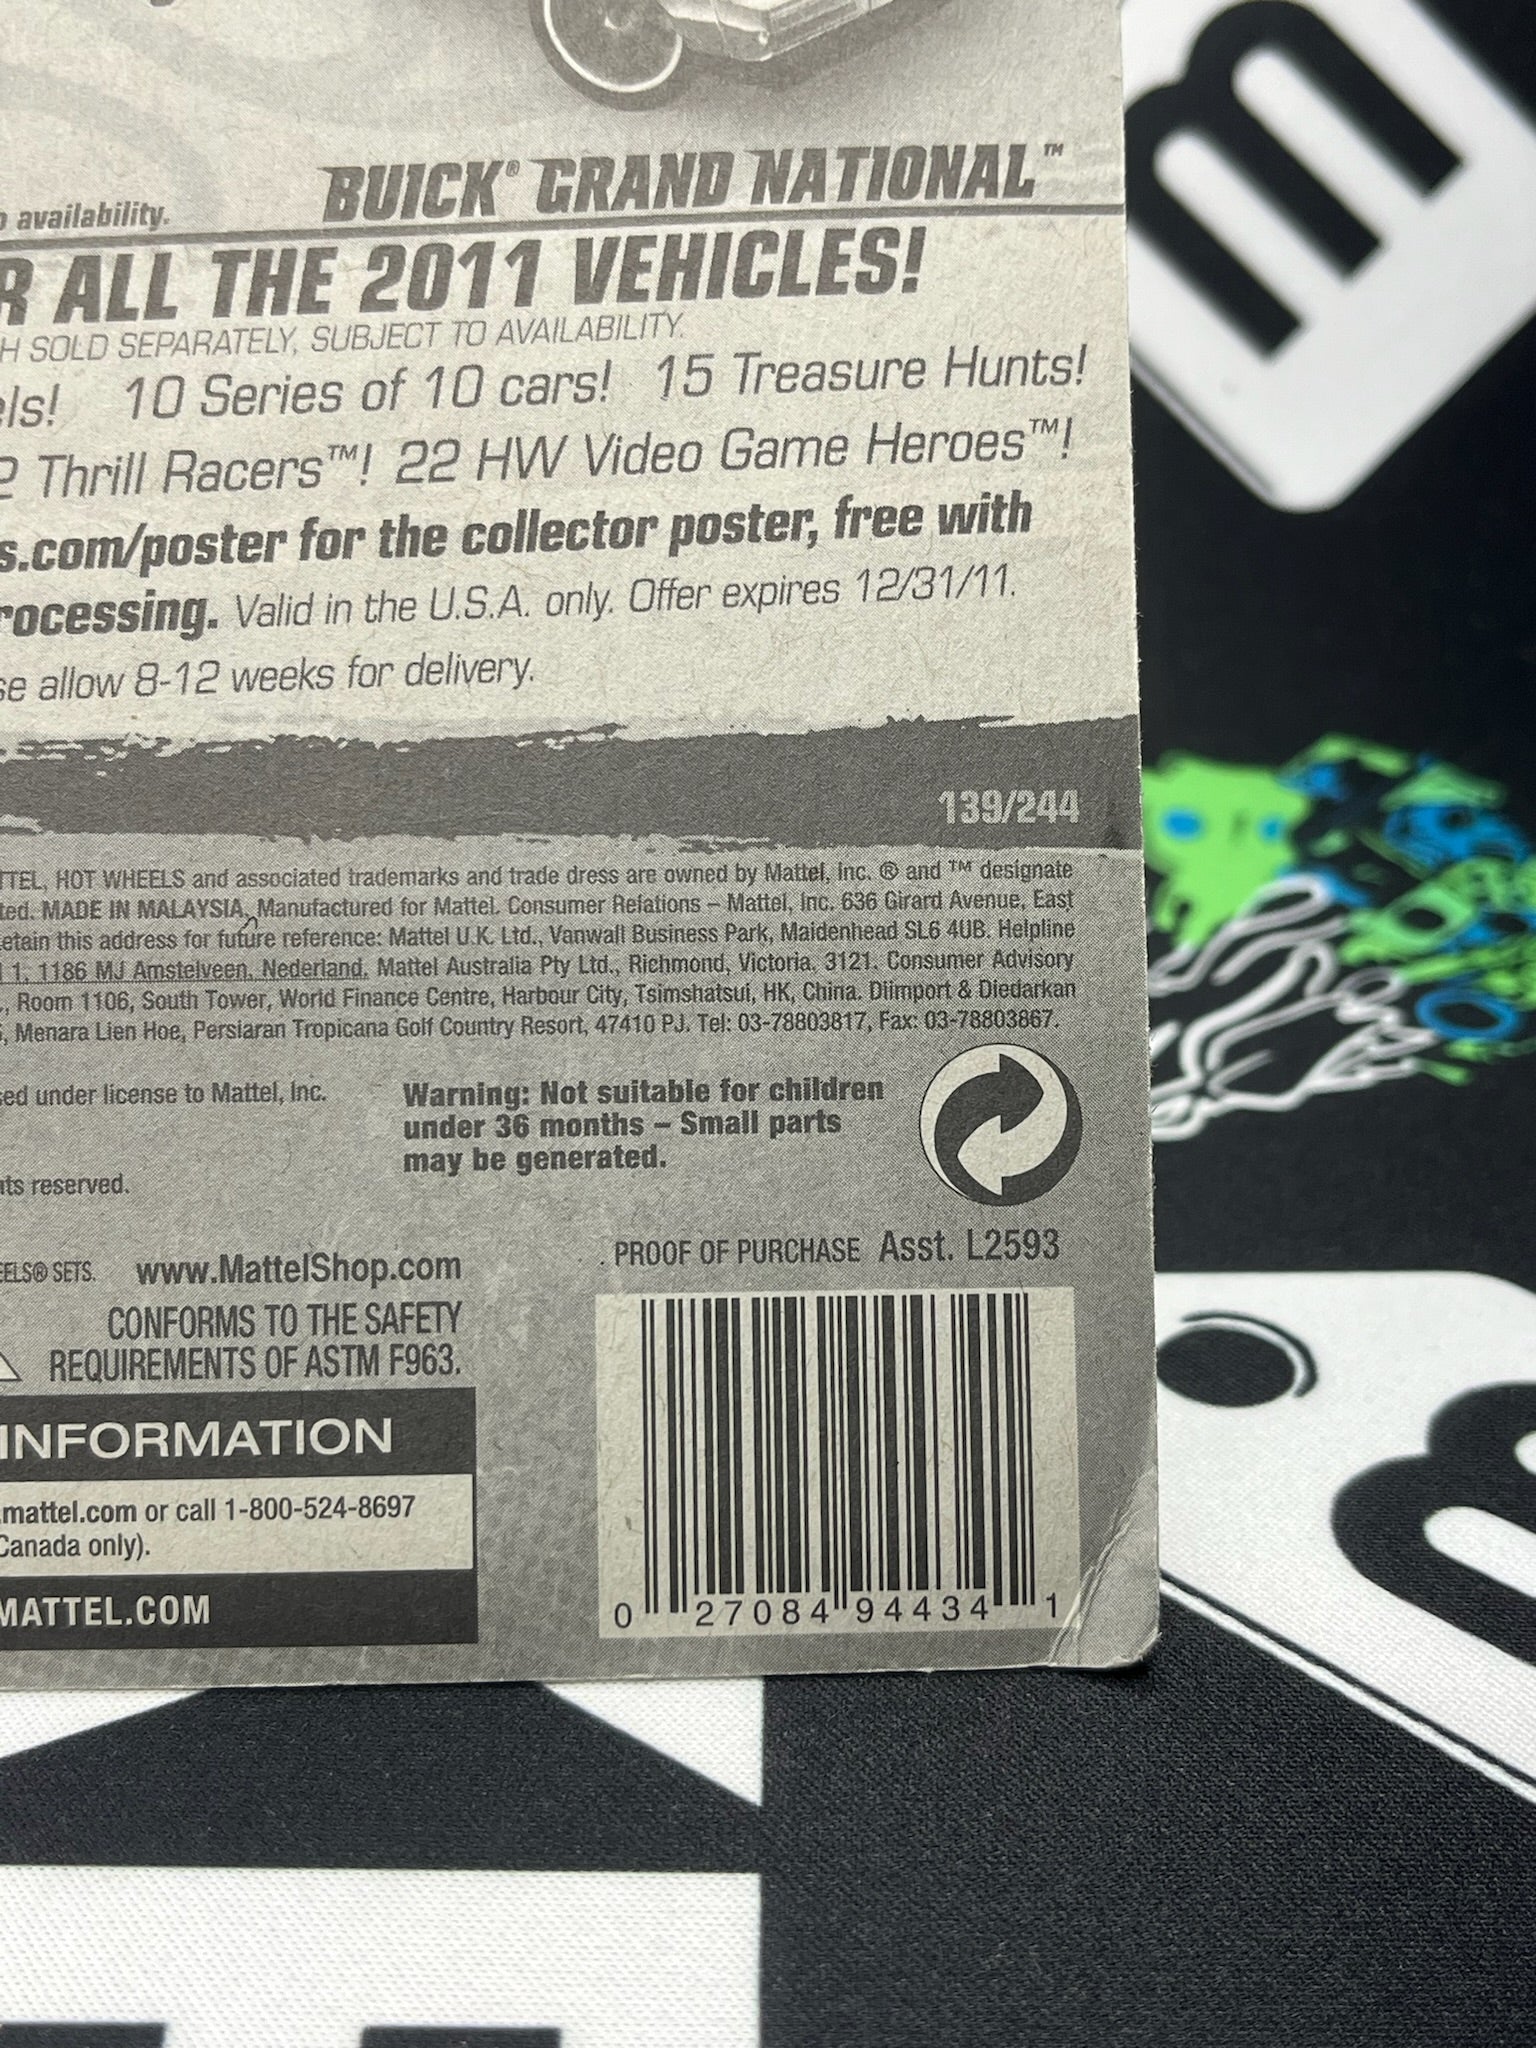 BUICK® GRAND NATIONAL™
availability.
ALL THE 2011 VEHICLES!
SOLD SEPARATELY, SUBJECT TO AVAILABILITY.
10 Series of 10 cars! 15 Treasure Hunts!
Thrill Racers™! 22 HW Video Game Heroes™!
s.com/poster for the collector poster, free with
rocessing. Valid in the U.S.A. only. Offer expires 12/31/11.
allow 8-12 weeks for delivery.
139/244
TTEL, HOT WHEELS and associated trademarks and trade dress are owned by Mattel, Inc. ® and ™ designate
ted. MADE IN MALAYSIA. Manufactured for Mattel. Consumer Relations – Mattel, Inc. 636 Girard Avenue, East
etain this address for future reference: Mattel U.K. Ltd., Vanwall Business Park, Maidenhead SL6 4UB. Helpline
1, 1186 MJ Amstelveen, Nederland. Mattel Australia Pty Ltd., Richmond, Victoria. 3121. Consumer Advisory
., Room 1106, South Tower, World Finance Centre, Harbour City, Tsimshatsui, HK, China. Diimport & Diedarkan
, Menara Lien Hoe, Persiaran Tropicana Golf Country Resort, 47410 PJ. Tel: 03-78803817, Fax: 03-78803867.
sed under license to Mattel, Inc.
Warning: Not suitable for children
under 36 months – Small parts
may be generated.
nts reserved.
PROOF OF PURCHASE Asst. L2593
EELS® SETS. www.MattelShop.com
CONFORMS TO THE SAFETY
REQUIREMENTS OF ASTM F963.
INFORMATION
.mattel.com or call 1-800-524-8697
Canada only).
MATTEL.COM
0 27084 94434 1